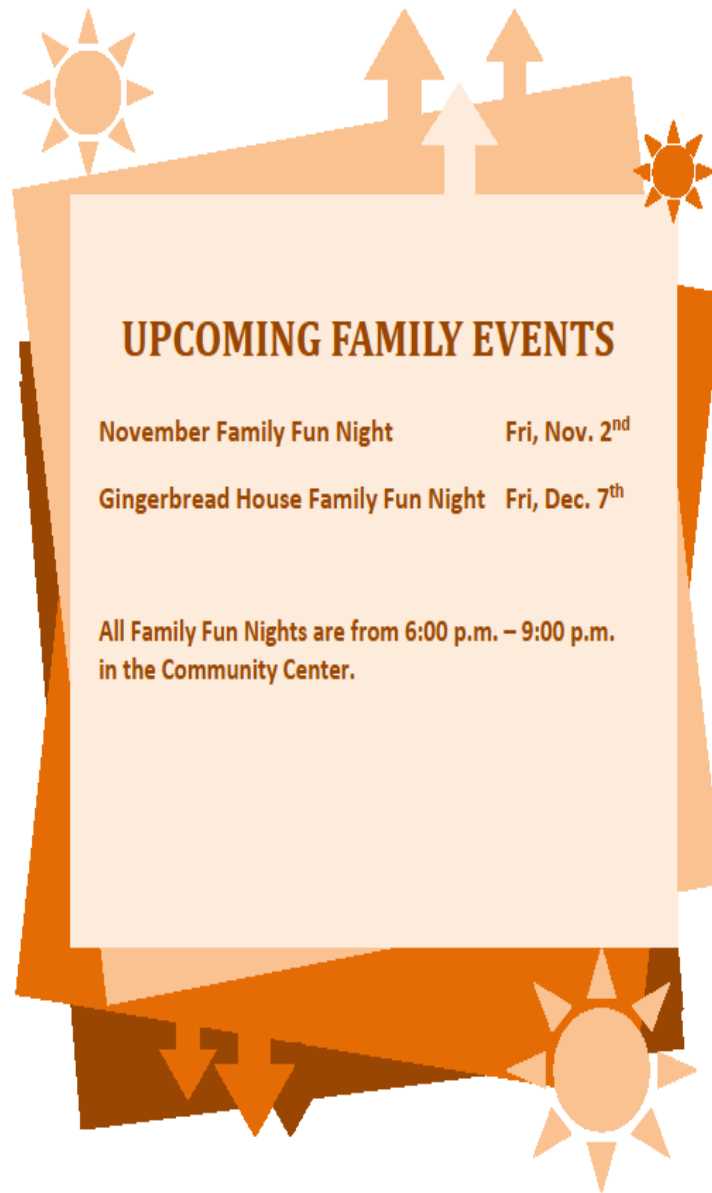 UPCOMING FAMILY EVENTS
November Family Fun Night Fri, Nov. 2nd
Gingerbread House Family Fun Night Fri, Dec. 7th
All Family Fun Nights are from 6:00 p.m. – 9:00 p.m.
in the Community Center.